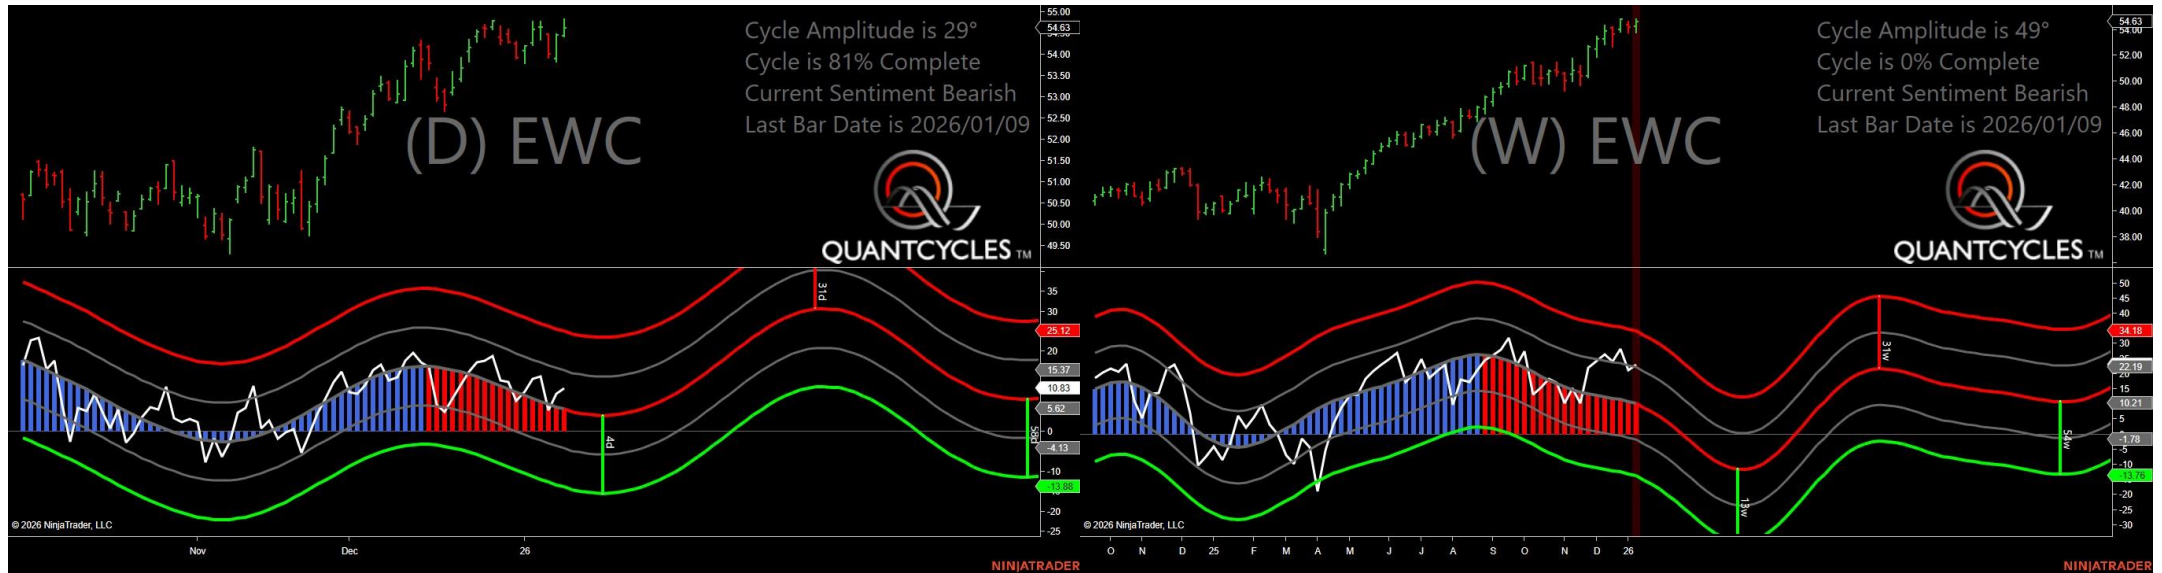 Cycle Amplitude is 29°
Cycle is 81% Complete
Current Sentiment Bearish
Last Bar Date is 2026/01/09
(D) EWC
QUANTCYCLES TM
55.00
54.63
54.00
53.50
53.00
52.50
52.00
51.50
51.00
50.50
50.00
49.50
31d
4d
35
30
25.12
20
15.37
10.83
5.62
0
-4.13
-10
-13.88
-20
-25
© 2026 NinjaTrader, LLC
Nov
Dec
26
NINJATRADER
Cycle Amplitude is 49°
Cycle is 0% Complete
Current Sentiment Bearish
Last Bar Date is 2026/01/09
(W) EWC
QUANTCYCLES TM
54.63
54.00
52.00
50.00
48.00
46.00
44.00
42.00
40.00
38.00
31w
13w
54w
50
45
40
34.18
22.19
15
10.21
5
-1.78
-5
-10
-13.76
-20
-25
-30
© 2026 NinjaTrader, LLC
O N D 25 F M A M J J A S O N D 26
NINJATRADER